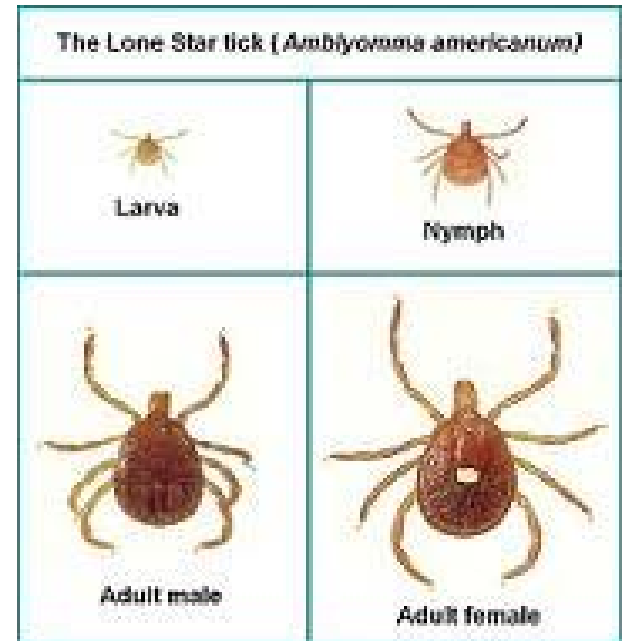 The Lone Star tick (Amblyomma americanum)
Larva
Nymph
Adult male
Adult female